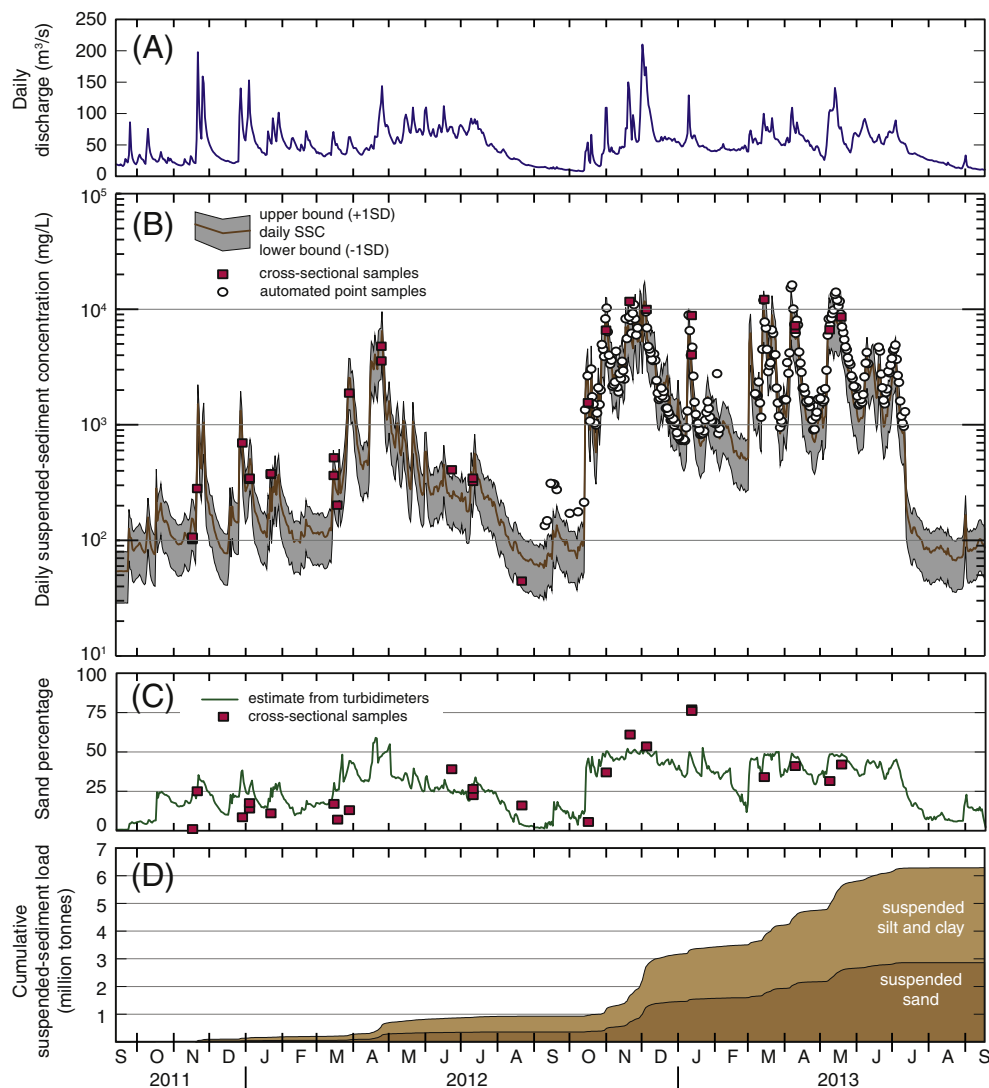 (A)
Daily
discharge (m³/s)
250
200
150
100
50
0
(B)
Daily suspended-sediment concentration (mg/L)
10⁵
10⁴
10³
10²
10¹
upper bound (+1SD)
daily SSC
lower bound (-1SD)
cross-sectional samples
automated point samples
(C)
Sand percentage
100
75
50
25
0
estimate from turbidimeters
cross-sectional samples
(D)
Cumulative
suspended-sediment load
(million tonnes)
7
6
5
4
3
2
1
suspended
silt and clay
suspended
sand
S O N D J F M A M J J A S O N D J F M A M J J A S
2011 2012 2013